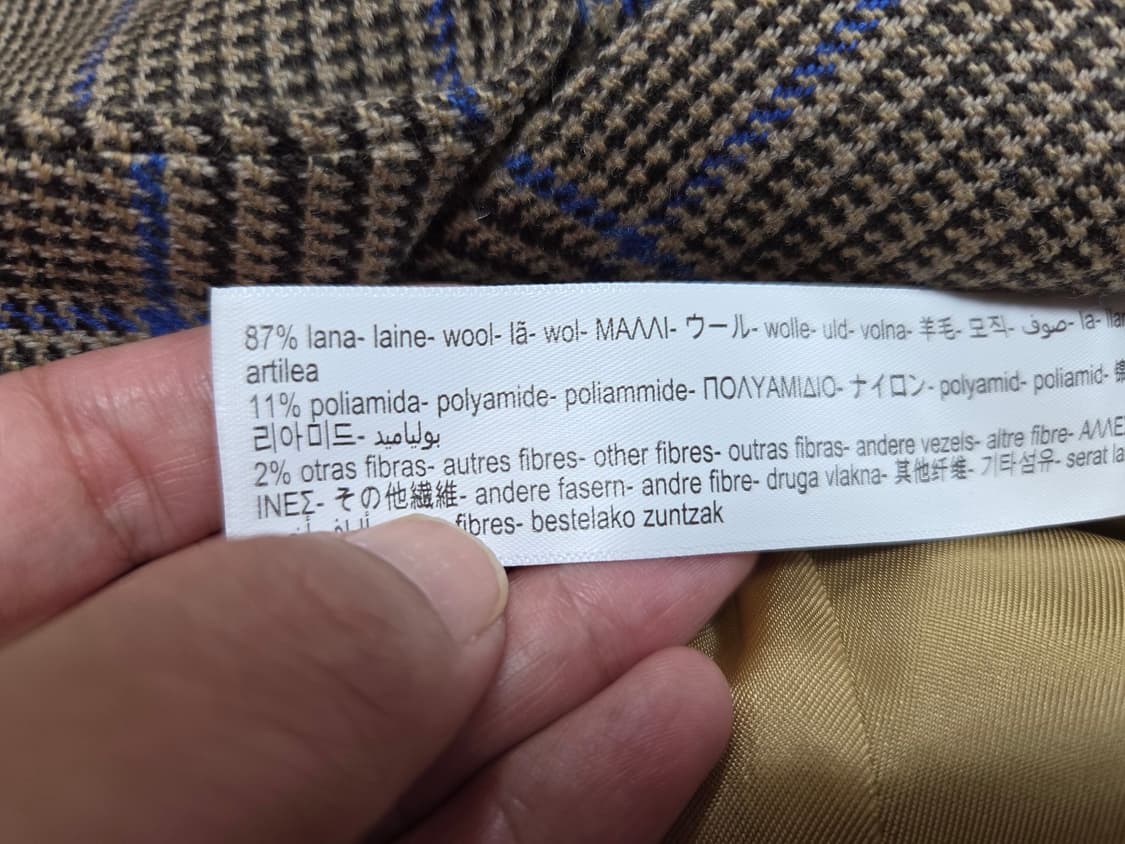 87% lana- laine- wool- lã- wol- ΜΑΛΛΙ- ウール- wolle- uld- volna- 羊毛- 모직- صوف- la-
artilea
11% poliamida- polyamide- poliammide- ΠΟΛΥΑΜΙΔΙΟ- ナイロン- polyamid- poliamid-
리아미드- بولياميد
2% otras fibras- autres fibres- other fibres- outras fibras- andere vezels- altre fibre-
ΙΝΕΣ- その他繊維- andere fasern- andre fibre- druga vlakna- 其他纤维- 기타섬유- serat
fibres- bestelako zuntzak